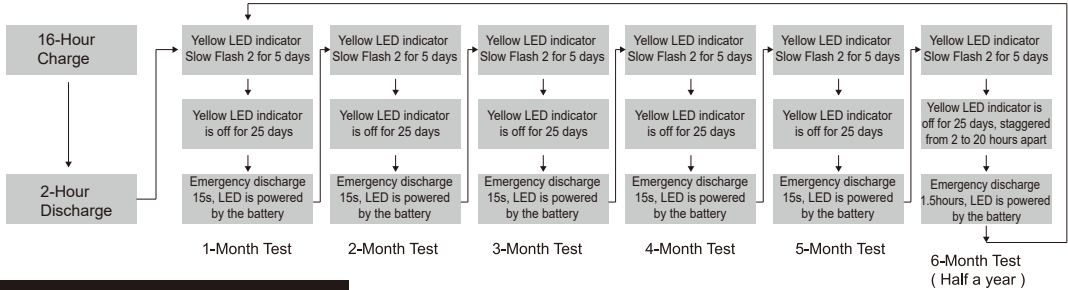 16-Hour
Charge
2-Hour
Discharge
Yellow LED indicator
Slow Flash 2 for 5 days
Yellow LED indicator
is off for 25 days
Emergency discharge
15s, LED is powered
by the battery
1-Month Test
Yellow LED indicator
Slow Flash 2 for 5 days
Yellow LED indicator
is off for 25 days
Emergency discharge
15s, LED is powered
by the battery
2-Month Test
Yellow LED indicator
Slow Flash 2 for 5 days
Yellow LED indicator
is off for 25 days
Emergency discharge
15s, LED is powered
by the battery
3-Month Test
Yellow LED indicator
Slow Flash 2 for 5 days
Yellow LED indicator
is off for 25 days
Emergency discharge
15s, LED is powered
by the battery
4-Month Test
Yellow LED indicator
Slow Flash 2 for 5 days
Yellow LED indicator
is off for 25 days
Emergency discharge
15s, LED is powered
by the battery
5-Month Test
Yellow LED indicator
Slow Flash 2 for 5 days
Yellow LED indicator is
off for 25 days, staggered
from 2 to 20 hours apart
Emergency discharge
1.5hours, LED is powered
by the battery
6-Month Test
( Half a year )